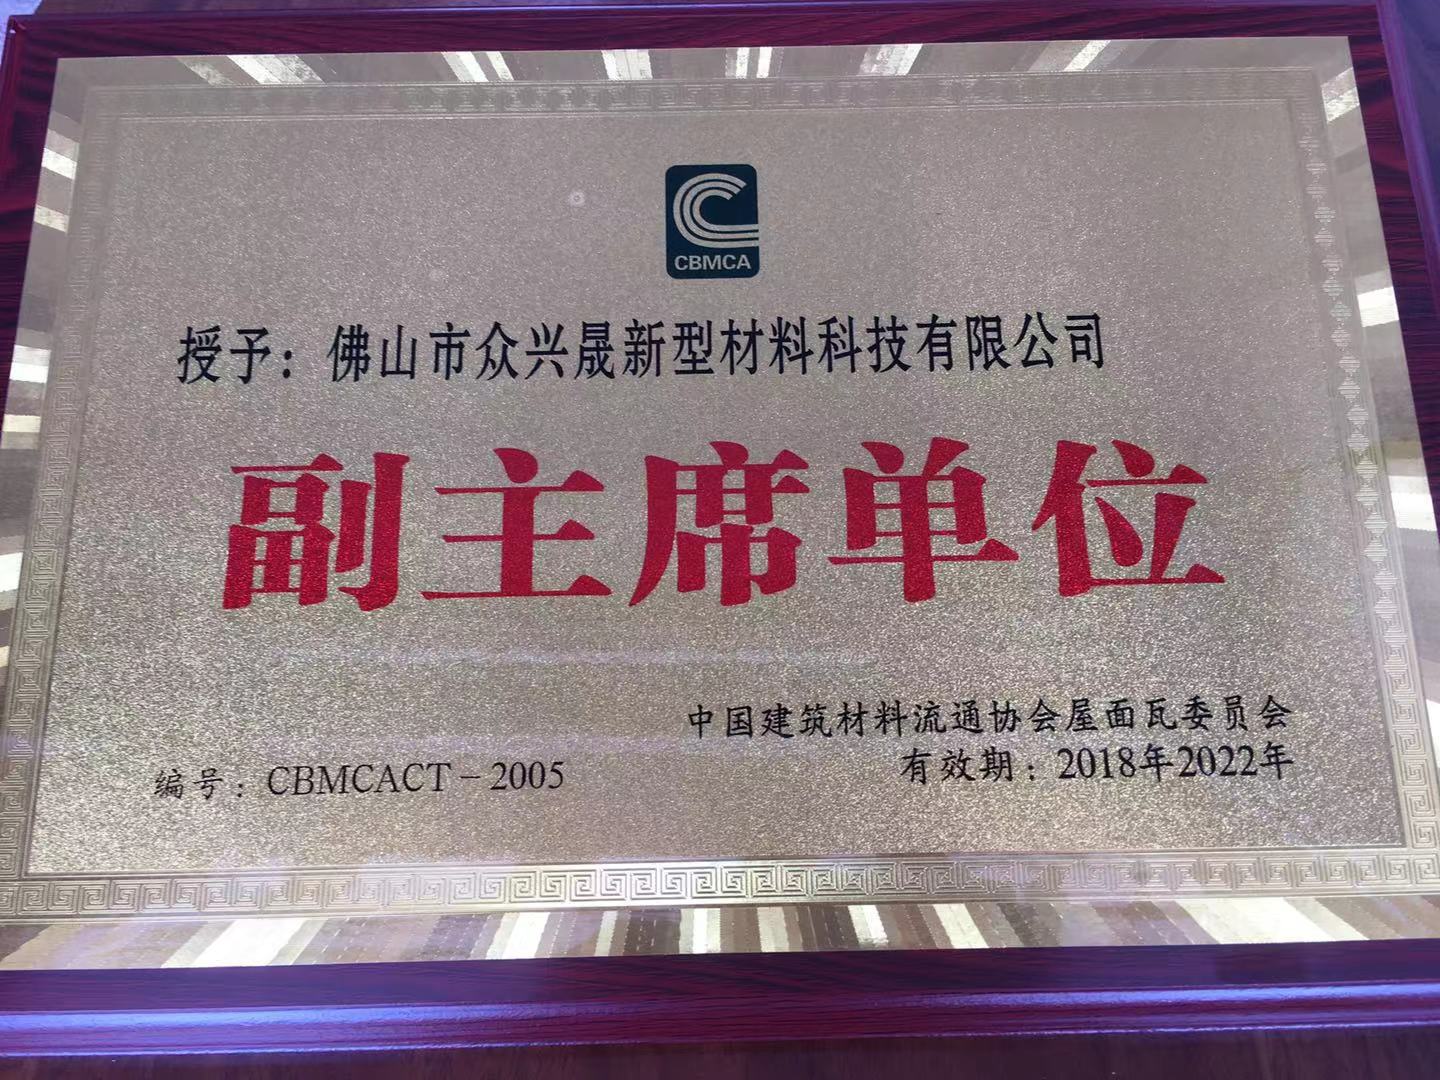 CBMCA
授予：佛山市众兴晟新型材料科技有限公司
副主席单位
中国建筑材料流通协会屋面瓦委员会
编号：CBMCACT－2005
有效期：2018年2022年